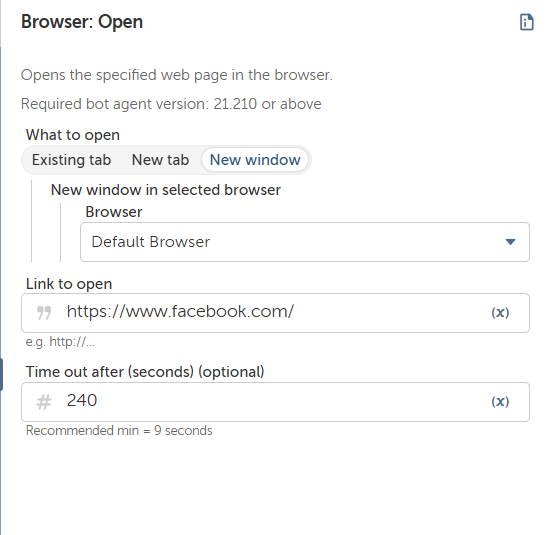 Browser: Open
Opens the specified web page in the browser.
Required bot agent version: 21.210 or above
What to open
Existing tab New tab New window
New window in selected browser
Browser
Default Browser
Link to open
https://www.facebook.com/ (x)
e.g. http://...
Time out after (seconds) (optional)
# 240 (x)
Recommended min = 9 seconds